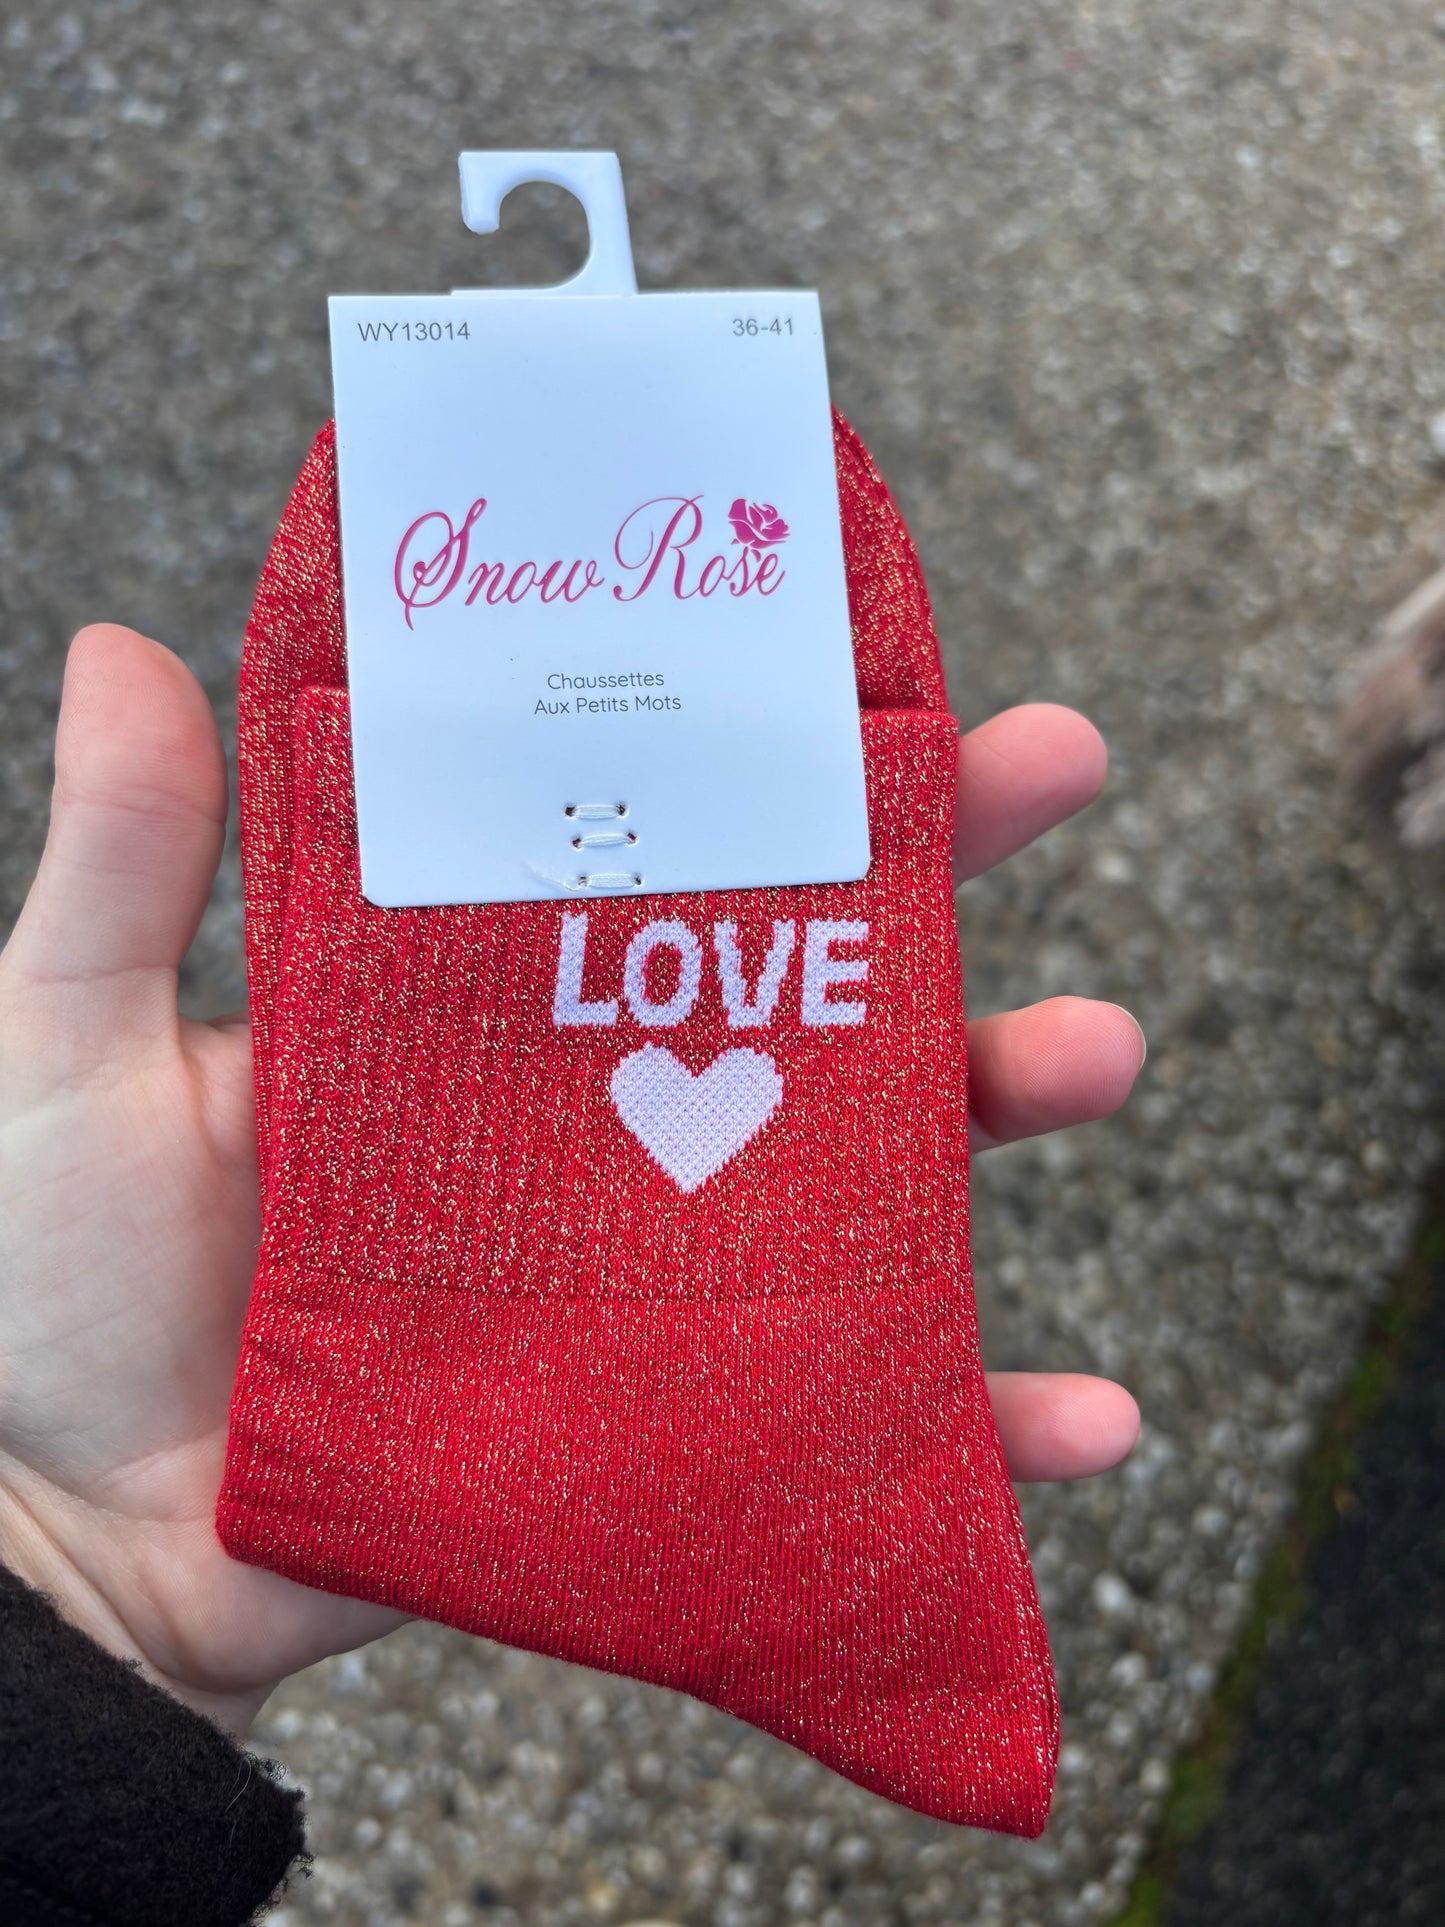 WY13014 36-41
Snow Rose
Chaussettes
Aux Petits Mots
LOVE